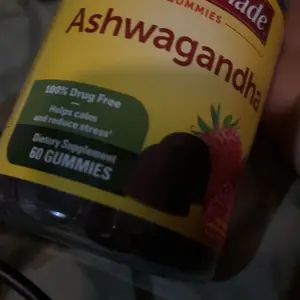 GUMMIES
Ashwagandha
100% Drug Free
Helps calm
and reduce stress*
Dietary Supplement
60 GUMMIES